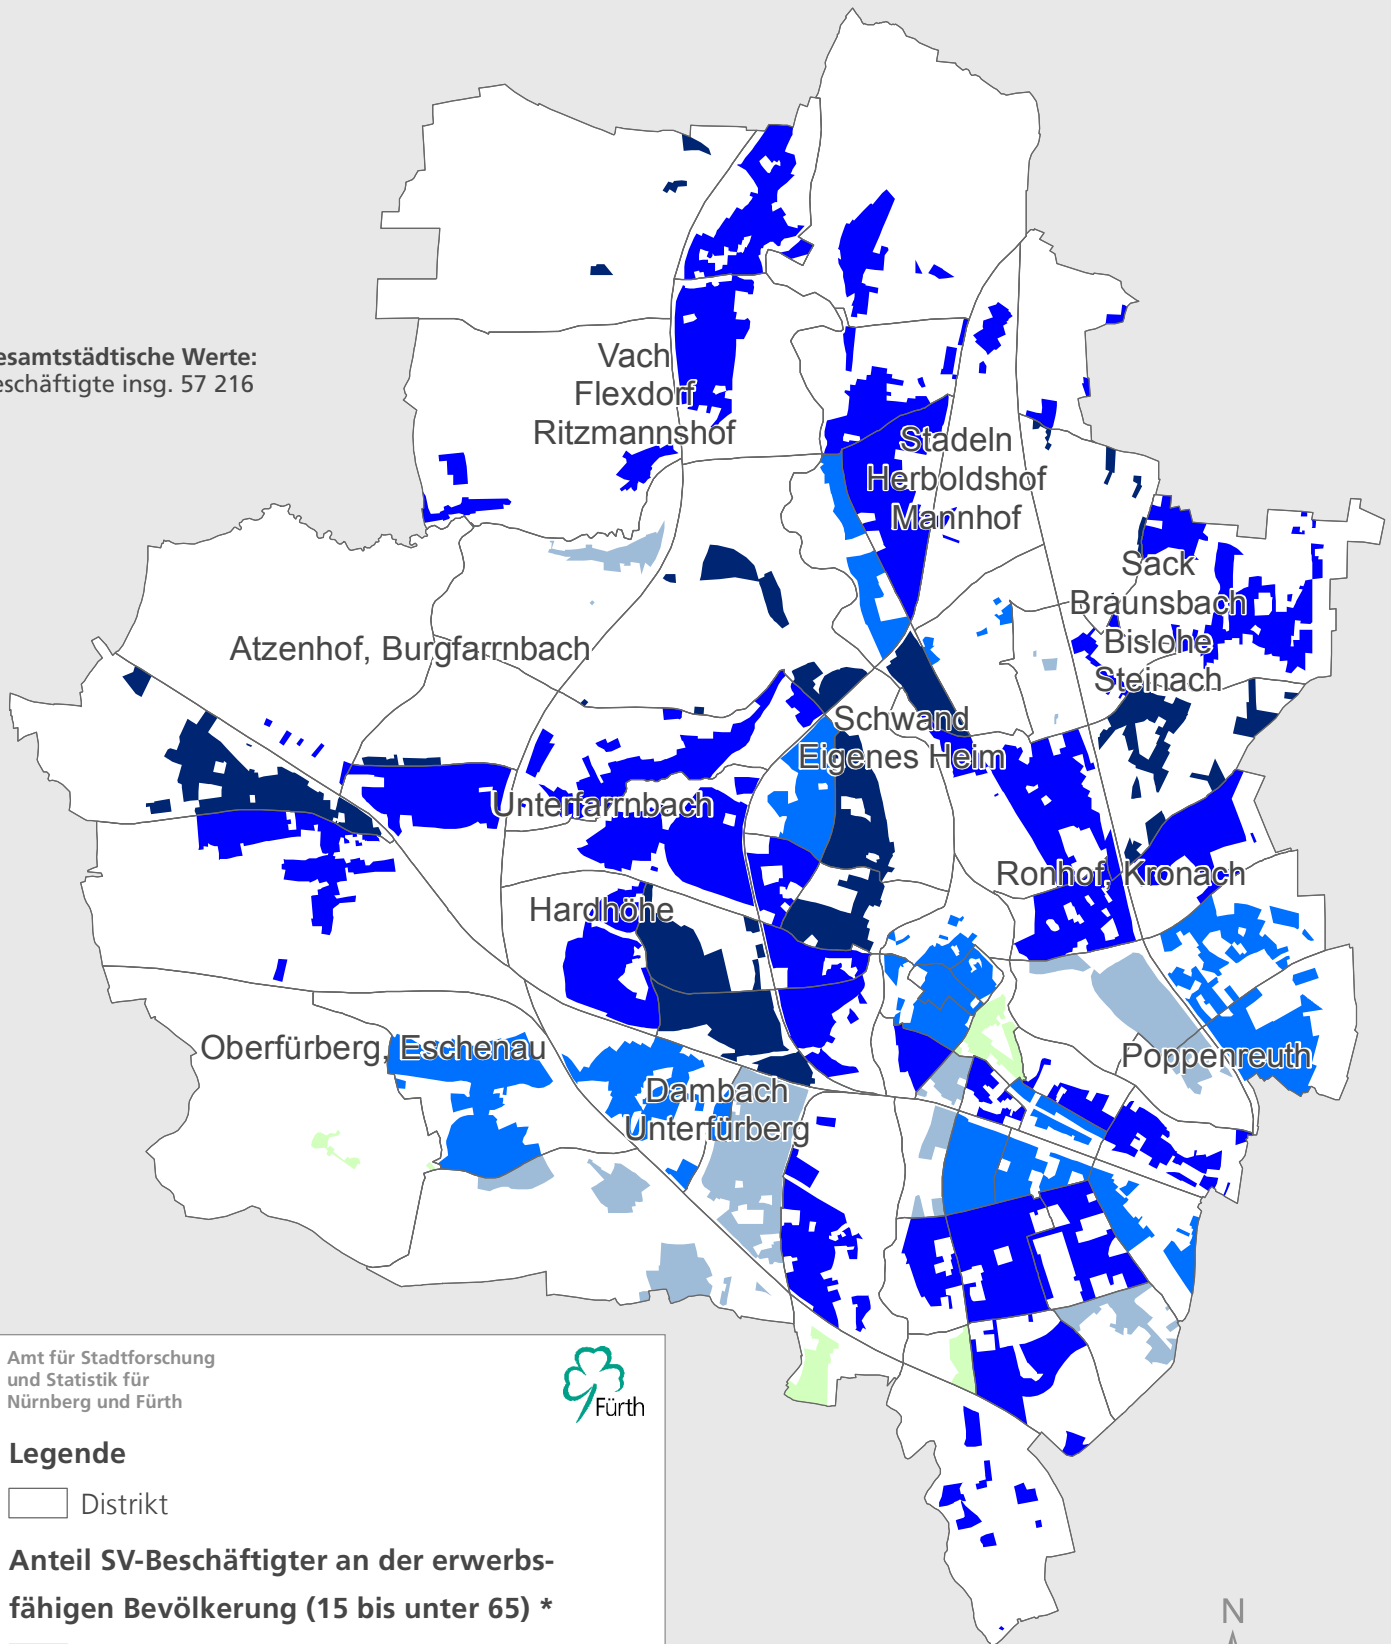 esamtstädtische Werte:
eschäftigte insg. 57 216
Vach
Flexdorf
Ritzmannshof
Stadeln
Herboldshof
Mannhof
Sack
Braunsbach
Bislohe
Steinach
Atzenhof, Burgfarrnbach
Schwand
Eigenes Heim
Unterfarrnbach
Ronhof, Kronach
Hardhöhe
Oberfürberg, Eschenau
Poppenreuth
Dambach
Unterfürberg
Amt für Stadtforschung
und Statistik für
Nürnberg und Fürth
Fürth
Legende
Distrikt
Anteil SV-Beschäftigter an der erwerbs-
fähigen Bevölkerung (15 bis unter 65) *
N